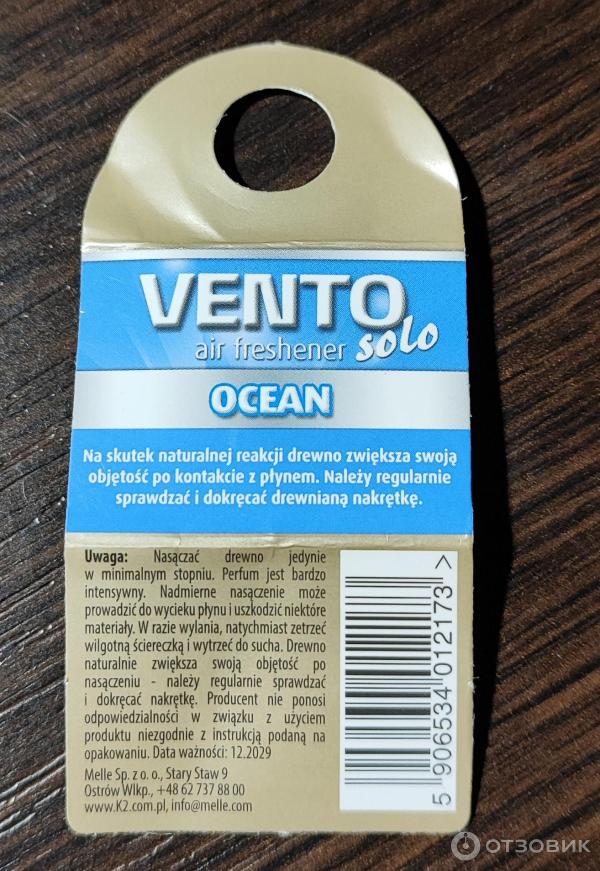 VENTO
air freshener solo
OCEAN
Na skutek naturalnej reakcji drewno zwiększa swoją
objętość po kontakcie z płynem. Należy regularnie
sprawdzać i dokręcać drewnianą nakrętkę.
Uwaga: Nasączać drewno jedynie
w minimalnym stopniu. Perfum jest bardzo
intensywny. Nadmierne nasączenie może
prowadzić do wycieku płynu i uszkodzić niektóre
materiały. W razie wylania, natychmiast zetrzeć
wilgotną ściereczką i wytrzeć do sucha. Drewno
naturalnie zwiększa swoją objętość po
nasączeniu - należy regularnie sprawdzać
i dokręcać nakrętkę. Producent nie ponosi
odpowiedzialności w związku z użyciem
produktu niezgodnie z instrukcją podaną na
opakowaniu. Data ważności: 12.2029
Melle Sp. z o. o., Stary Staw 9
Ostrów Wlkp., +48 62 737 88 00
www.K2.com.pl, info@melle.com
5 906534 012173 >
ОТЗОВИК